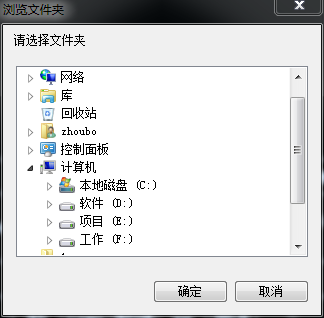 浏览文件夹
请选择文件夹
网络
库
回收站
zhoubo
控制面板
计算机
本地磁盘 (C:)
软件 (D:)
项目 (E:)
工作 (F:)
确定
取消